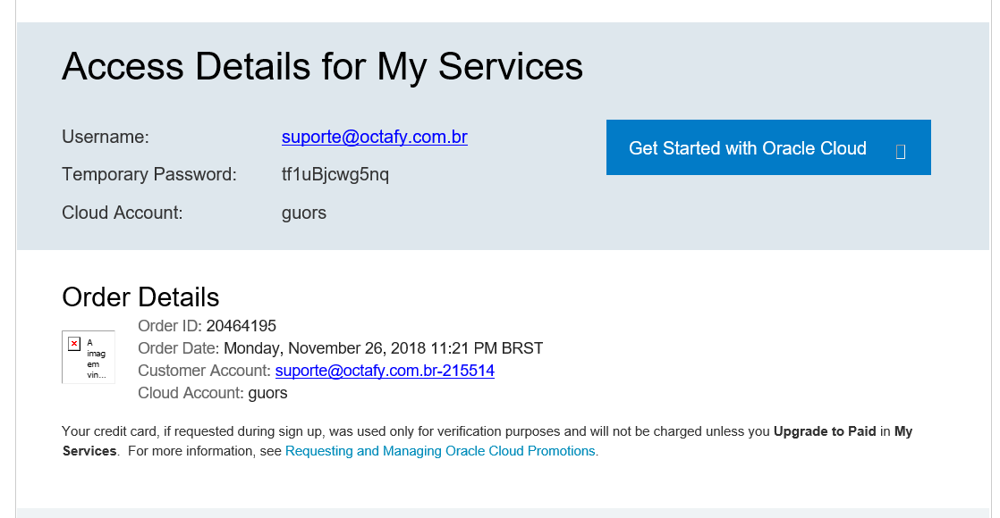 Access Details for My Services
Username: suporte@octafy.com.br
Get Started with Oracle Cloud
Temporary Password: tf1uBjcwg5nq
Cloud Account: guors
Order Details
A
imag
em
vin...
Order ID: 20464195
Order Date: Monday, November 26, 2018 11:21 PM BRST
Customer Account: suporte@octafy.com.br-215514
Cloud Account: guors
Your credit card, if requested during sign up, was used only for verification purposes and will not be charged unless you Upgrade to Paid in My
Services.  For more information, see Requesting and Managing Oracle Cloud Promotions.